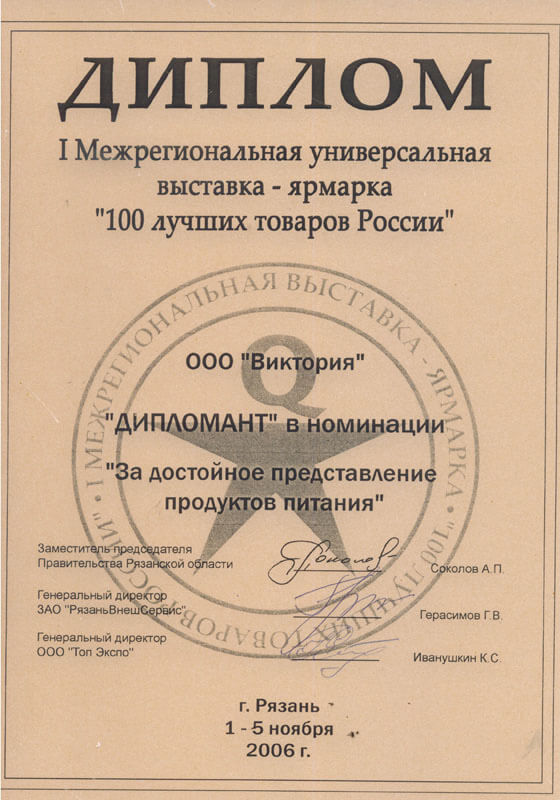 ДИПЛОМ
I Межрегиональная универсальная
выставка - ярмарка
"100 лучших товаров России"
• I МЕЖРЕГИОНАЛЬНАЯ ВЫСТАВКА - ЯРМАРКА • "100 ЛУЧШИХ ТОВАРОВ РОССИИ"
Q
ООО "Виктория"
"ДИПЛОМАНТ" в номинации
"За достойное представление
продуктов питания"
Заместитель председателя
Правительства Рязанской области
Соколов А.П.
Генеральный директор
ЗАО "РязаньВнешСервис"
Герасимов Г.В.
Генеральный директор
ООО "Топ Экспо"
Иванушкин К.С.
г. Рязань
1 - 5 ноября
2006 г.